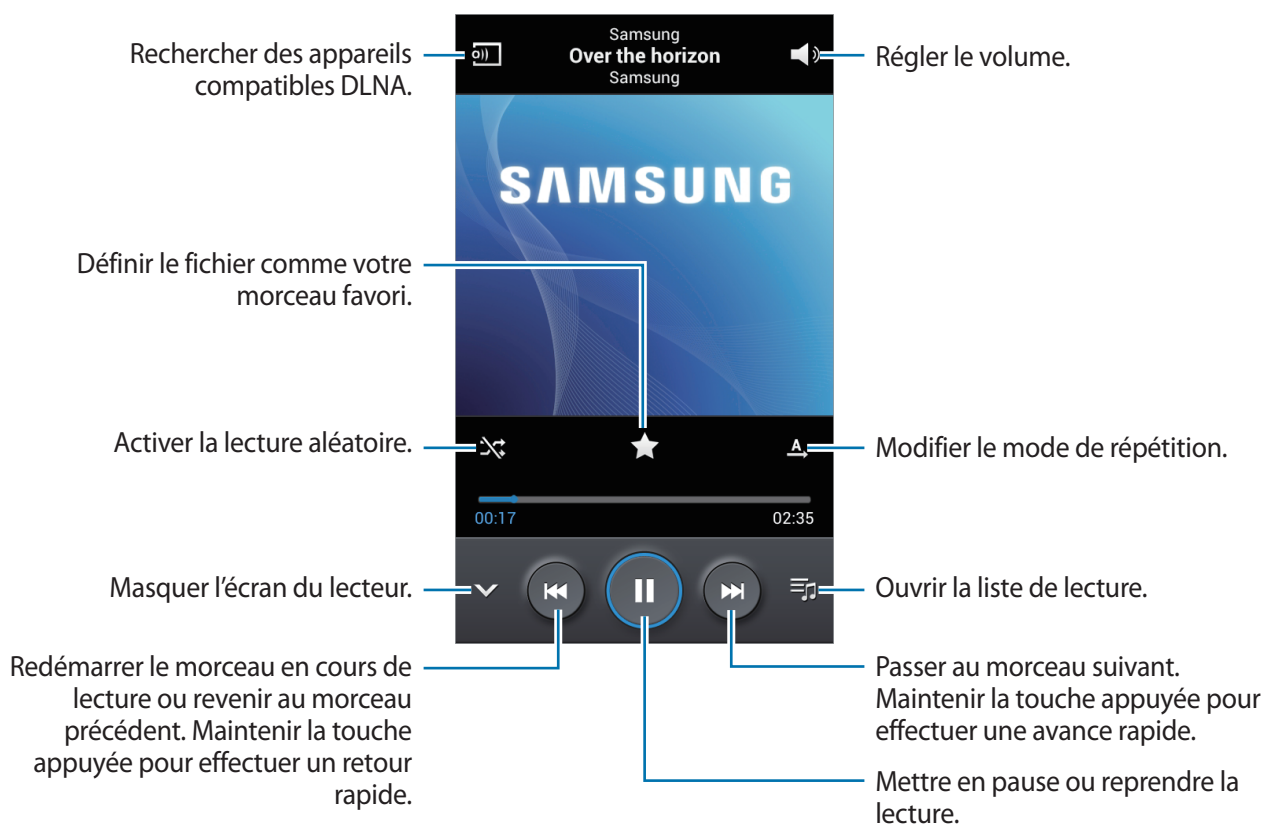 Rechercher des appareils
compatibles DLNA.
Samsung
Over the horizon
Samsung
Régler le volume.
SAMSUNG
Définir le fichier comme votre
morceau favori.
Activer la lecture aléatoire.
A
Modifier le mode de répétition.
00:17
02:35
Masquer l’écran du lecteur.
Ouvrir la liste de lecture.
Redémarrer le morceau en cours de
lecture ou revenir au morceau
précédent. Maintenir la touche
appuyée pour effectuer un retour
rapide.
Passer au morceau suivant.
Maintenir la touche appuyée pour
effectuer une avance rapide.
Mettre en pause ou reprendre la
lecture.